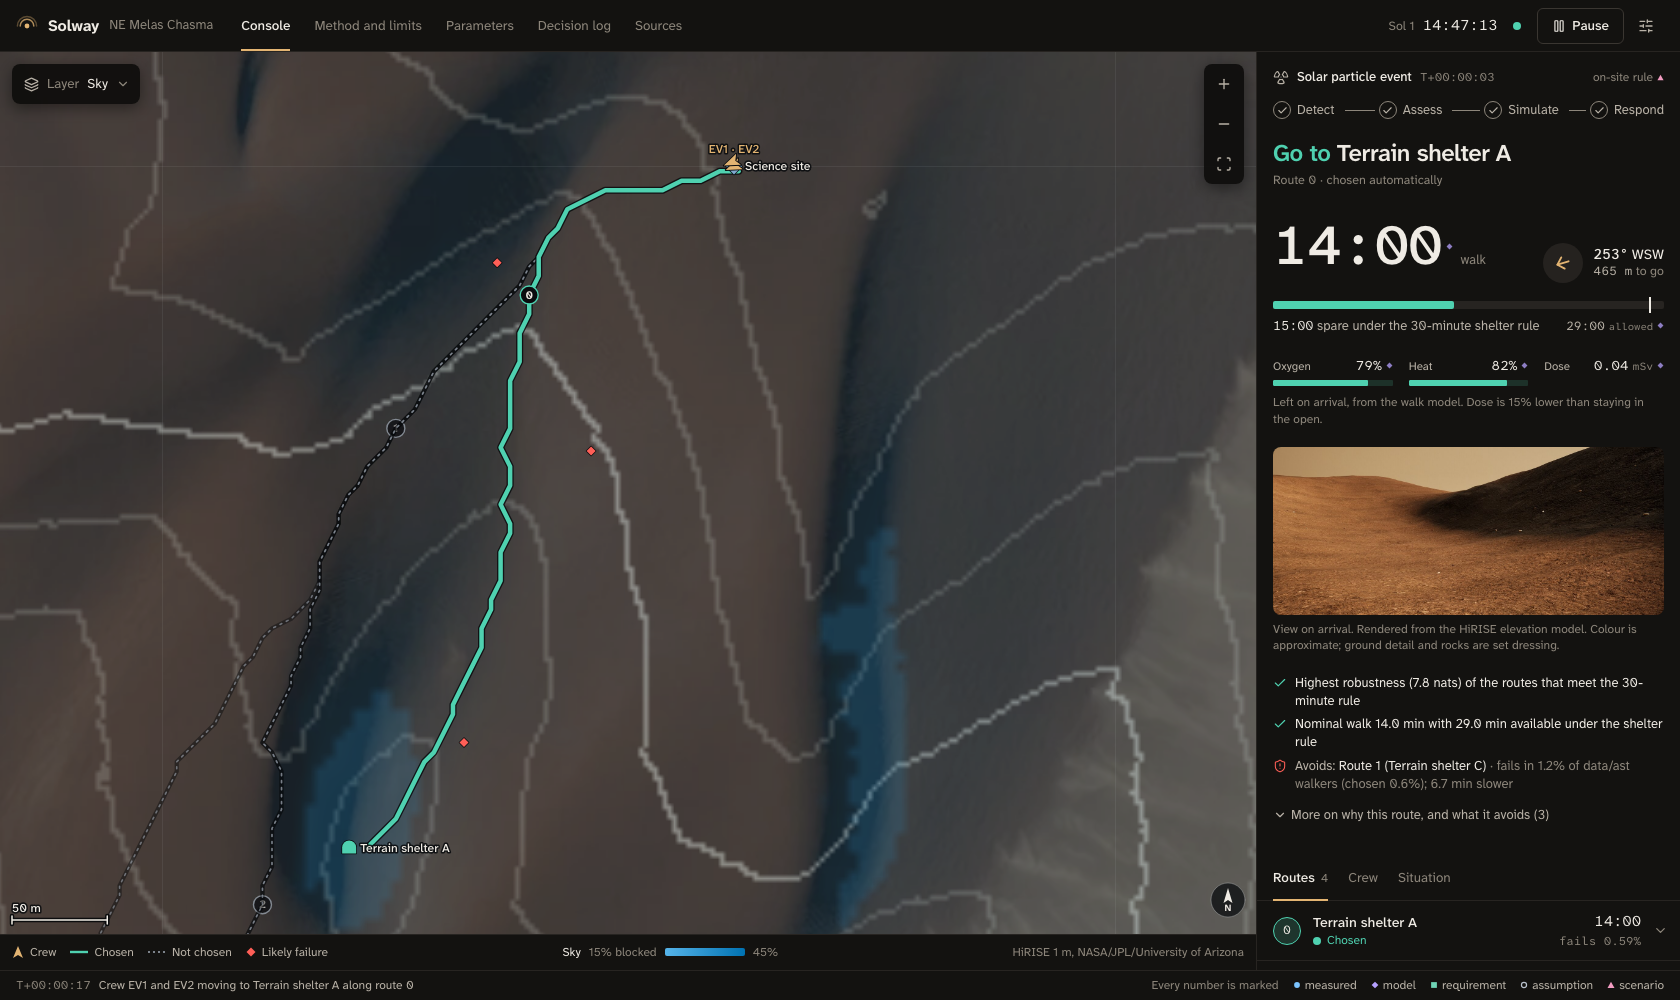 Solway NE Melas Chasma Console Method and limits Parameters Decision log Sources Sol 1 14:47:13 Pause
Layer Sky
EV1 · EV2
Science site
0
2
Terrain shelter A
50 m
N
Crew Chosen Not chosen Likely failure Sky 15% blocked 45% HiRISE 1 m, NASA/JPL/University of Arizona
Solar particle event T+00:00:03 on-site rule
Detect Assess Simulate Respond
Go to Terrain shelter A
Route 0 · chosen automatically
14:00 walk
253° WSW
465 m to go
15:00 spare under the 30-minute shelter rule 29:00 allowed
Oxygen 79% Heat 82% Dose 0.04 mSv
Left on arrival, from the walk model. Dose is 15% lower than staying in
the open.
View on arrival. Rendered from the HiRISE elevation model. Colour is
approximate; ground detail and rocks are set dressing.
Highest robustness (7.8 nats) of the routes that meet the 30-
minute rule
Nominal walk 14.0 min with 29.0 min available under the shelter
rule
Avoids: Route 1 (Terrain shelter C) · fails in 1.2% of data/ast
walkers (chosen 0.6%); 6.7 min slower
More on why this route, and what it avoids (3)
Routes 4 Crew Situation
0 Terrain shelter A 14:00
Chosen fails 0.59%
T+00:00:17 Crew EV1 and EV2 moving to Terrain shelter A along route 0 Every number is marked measured model requirement assumption scenario